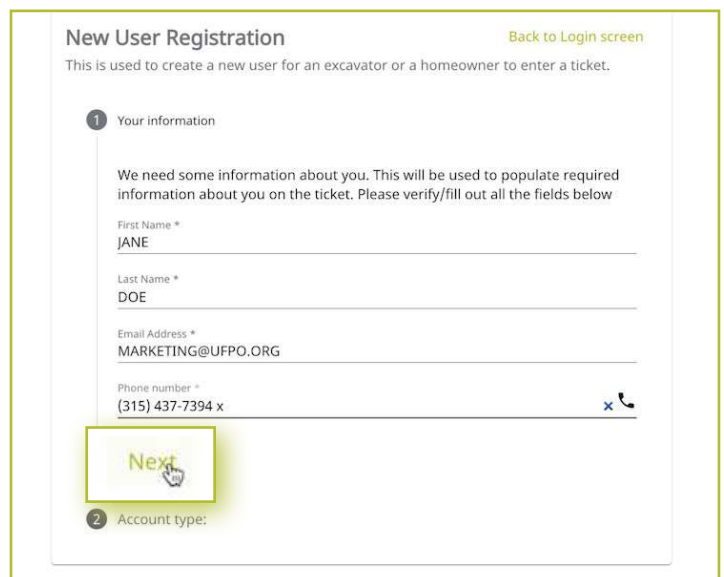 New User Registration
Back to Login screen
This is used to create a new user for an excavator or a homeowner to enter a ticket.
1 Your information
We need some information about you. This will be used to populate required
information about you on the ticket. Please verify/fill out all the fields below
First Name *
JANE
Last Name *
DOE
Email Address *
MARKETING@UFPO.ORG
Phone number *
(315) 437-7394 x
Next
2 Account type: